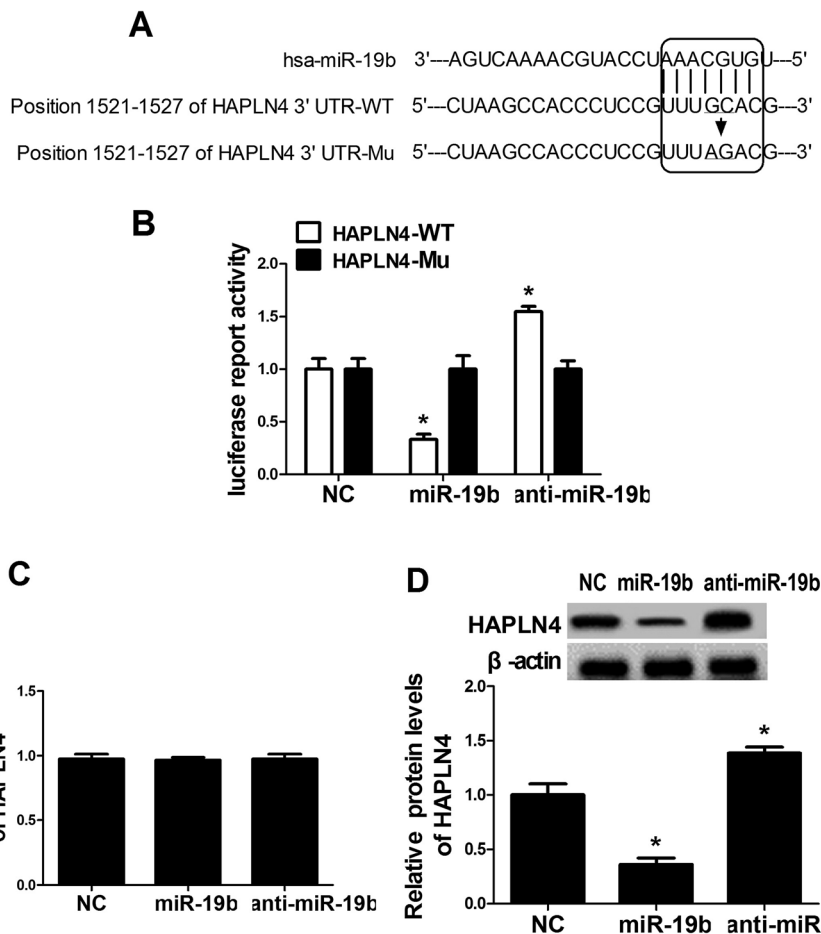 A
hsa-miR-19b 3'---AGUCAAAACGUACCUAAACGUGU---5'
Position 1521-1527 of HAPLN4 3' UTR-WT 5'---CUAAGCCACCCUCCGUUUGCACG---3'
Position 1521-1527 of HAPLN4 3' UTR-Mu 5'---CUAAGCCACCCUCCGUUUAGACG---3'
B
HAPLN4-WT
HAPLN4-Mu
luciferase report activity
2.0
1.5
1.0
0.5
0.0
*
*
NC miR-19b anti-miR-19b
C
of HAPLN4
1.5
1.0
0.5
0.0
NC miR-19b anti-miR-19b
D
NC miR-19b anti-miR-19b
HAPLN4
β -actin
Relative protein levels
of HAPLN4
2.0
1.5
1.0
0.5
0.0
*
*
NC miR-19b anti-miR